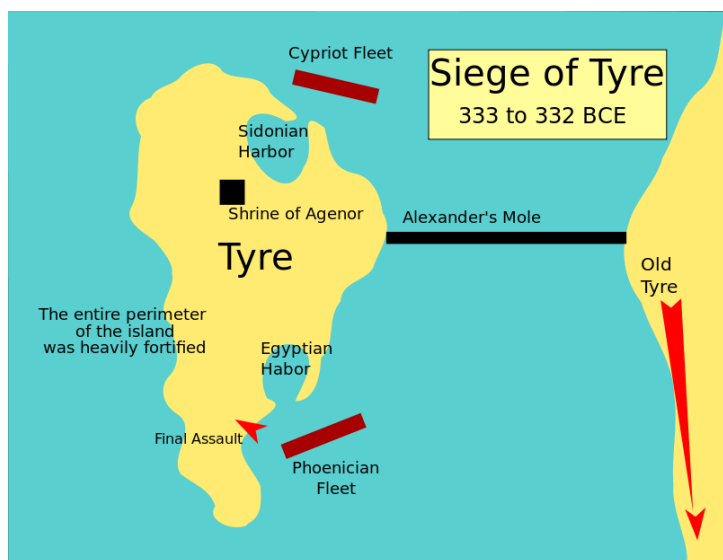 Cypriot Fleet
Siege of Tyre
333 to 332 BCE
Sidonian
Harbor
Shrine of Agenor
Alexander's Mole
Tyre
Old
Tyre
The entire perimeter
of the island
was heavily fortified
Egyptian
Habor
Final Assault
Phoenician
Fleet